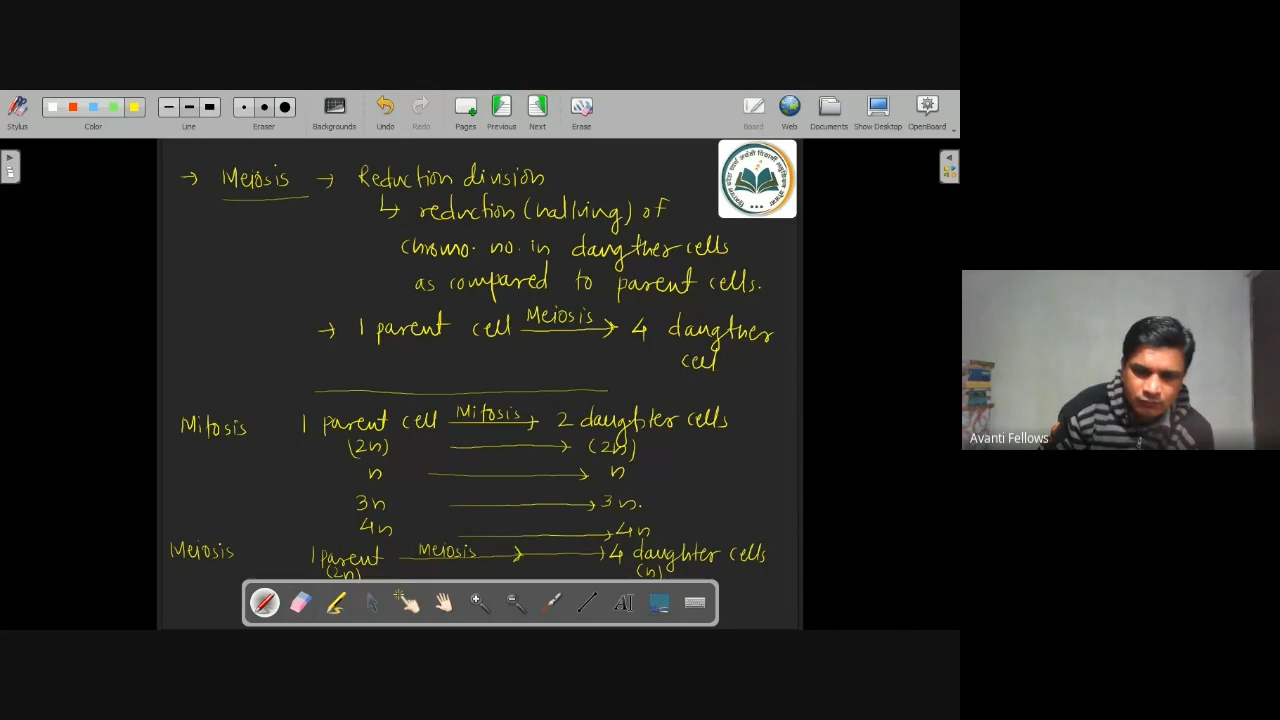 Stylus Color Line Eraser Backgrounds Undo Redo Pages Previous Next Erase Board Web Documents Show Desktop OpenBoard
→ Meiosis → Reduction division
↳ reduction (halving) of
chromo. no. in daugther cells
as compared to parent cells.
→ 1 parent cell Meiosis → 4 daugther
cell
Mitosis 1 parent cell Mitosis → 2 daughter cells
(2n) → (2n)
n → n
3n → 3n.
4n → 4n
Meiosis 1 parent Meiosis → 4 daughter cells
(2n) (n)
AI
Avanti Fellows